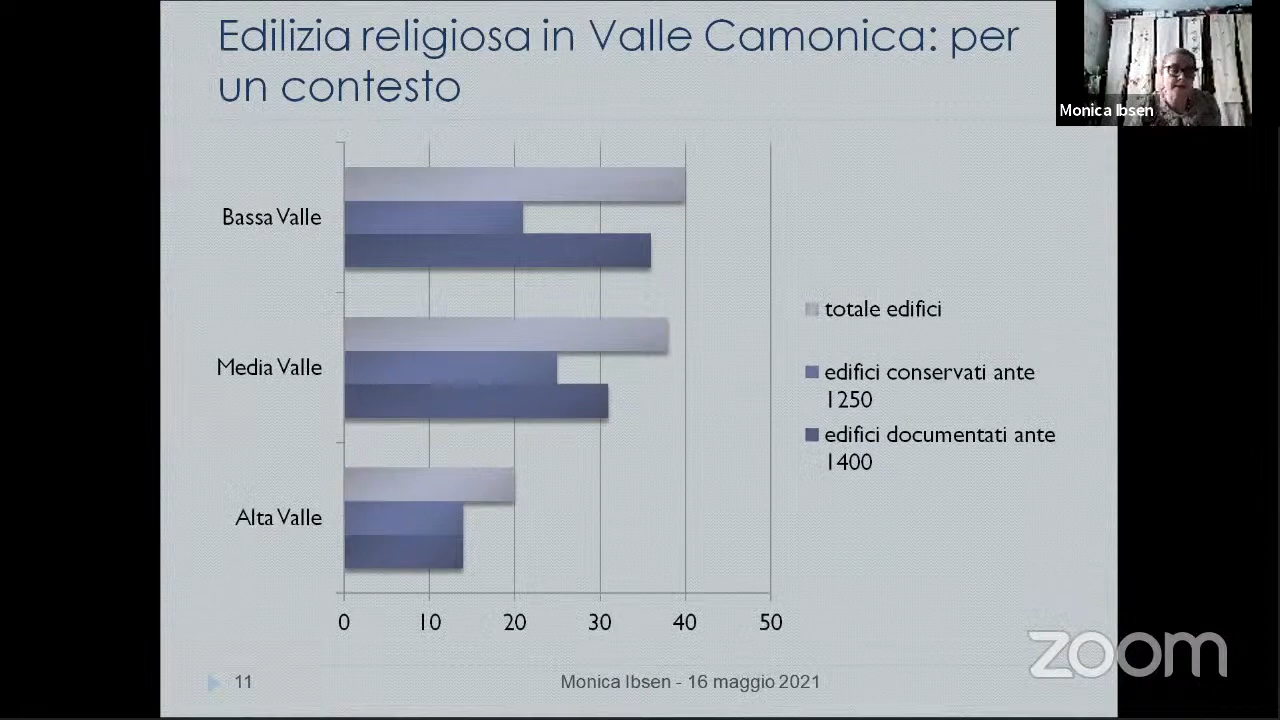 Edilizia religiosa in Valle Camonica: per
un contesto
Monica Ibsen
Bassa Valle
Media Valle
Alta Valle
totale edifici
edifici conservati ante
1250
edifici documentati ante
1400
0 10 20 30 40 50
11 Monica Ibsen - 16 maggio 2021
zoom